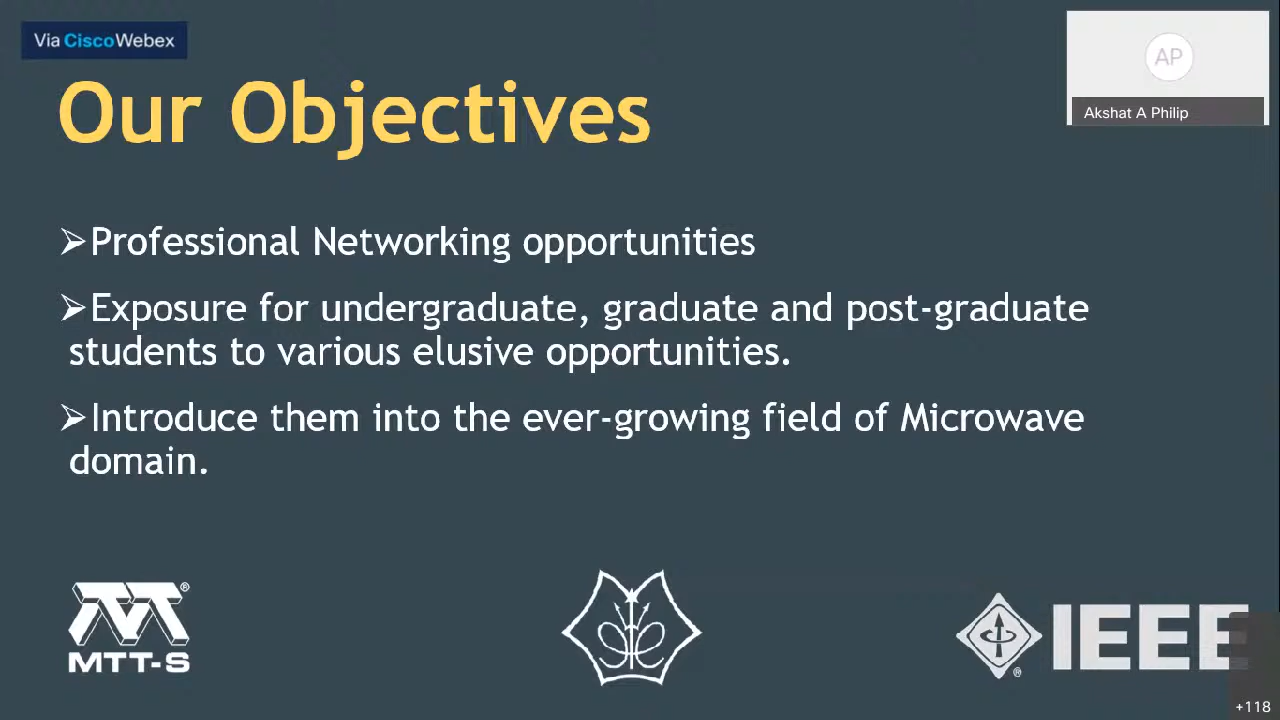 Via CiscoWebex
AP
Akshat A Philip
Our Objectives
➢Professional Networking opportunities
➢Exposure for undergraduate, graduate and post-graduate
students to various elusive opportunities.
➢Introduce them into the ever-growing field of Microwave
domain.
MTT-S
®
IEEE
®
+118